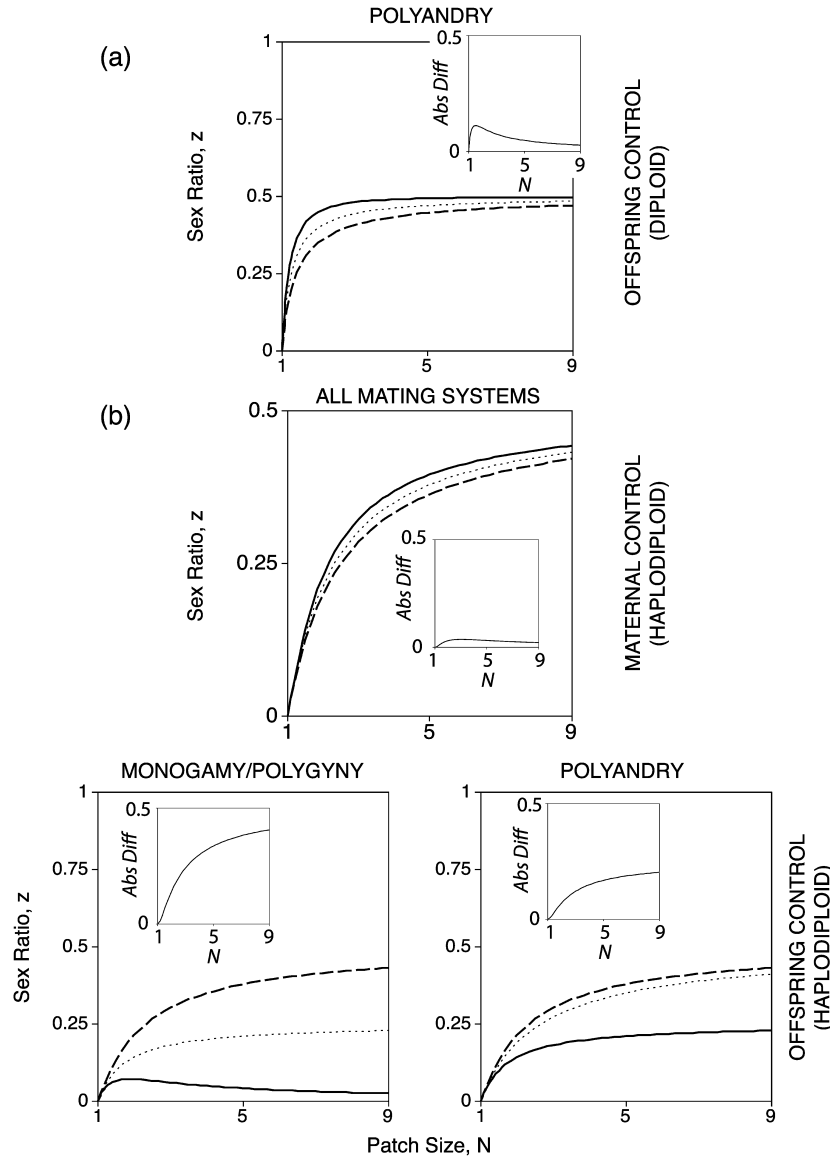 POLYANDRY
(a)
1
0.75
0.5
0.25
0
Sex Ratio, z
1 5 9
0.5
0
Abs Diff
1 5 9
N
OFFSPRING CONTROL
(DIPLOID)
(b)
ALL MATING SYSTEMS
0.5
0.25
0
Sex Ratio, z
1 5 9
0.5
0
Abs Diff
1 5 9
N
MATERNAL CONTROL
(HAPLODIPLOID)
MONOGAMY/POLYGYNY
1
0.75
0.5
0.25
0
Sex Ratio, z
1 5 9
0.5
0
Abs Diff
1 5 9
N
POLYANDRY
1
0.75
0.5
0.25
0
1 5 9
0.5
0
Abs Diff
1 5 9
N
OFFSPRING CONTROL
(HAPLODIPLOID)
Patch Size, N